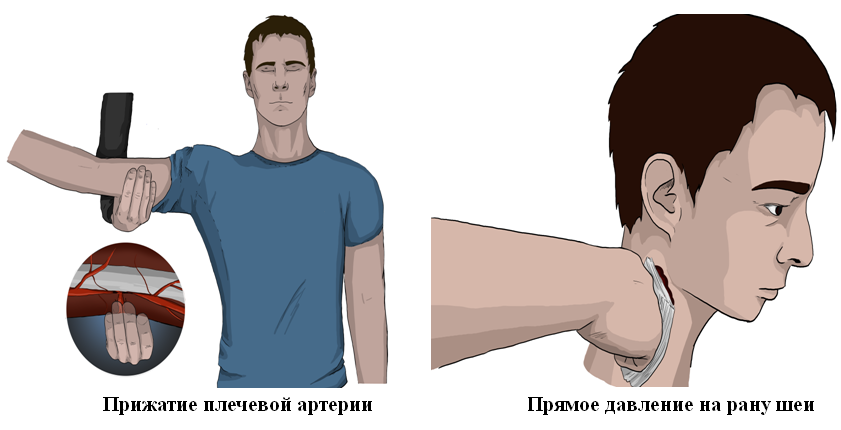 Прижатие плечевой артерии
Прямое давление на рану шеи